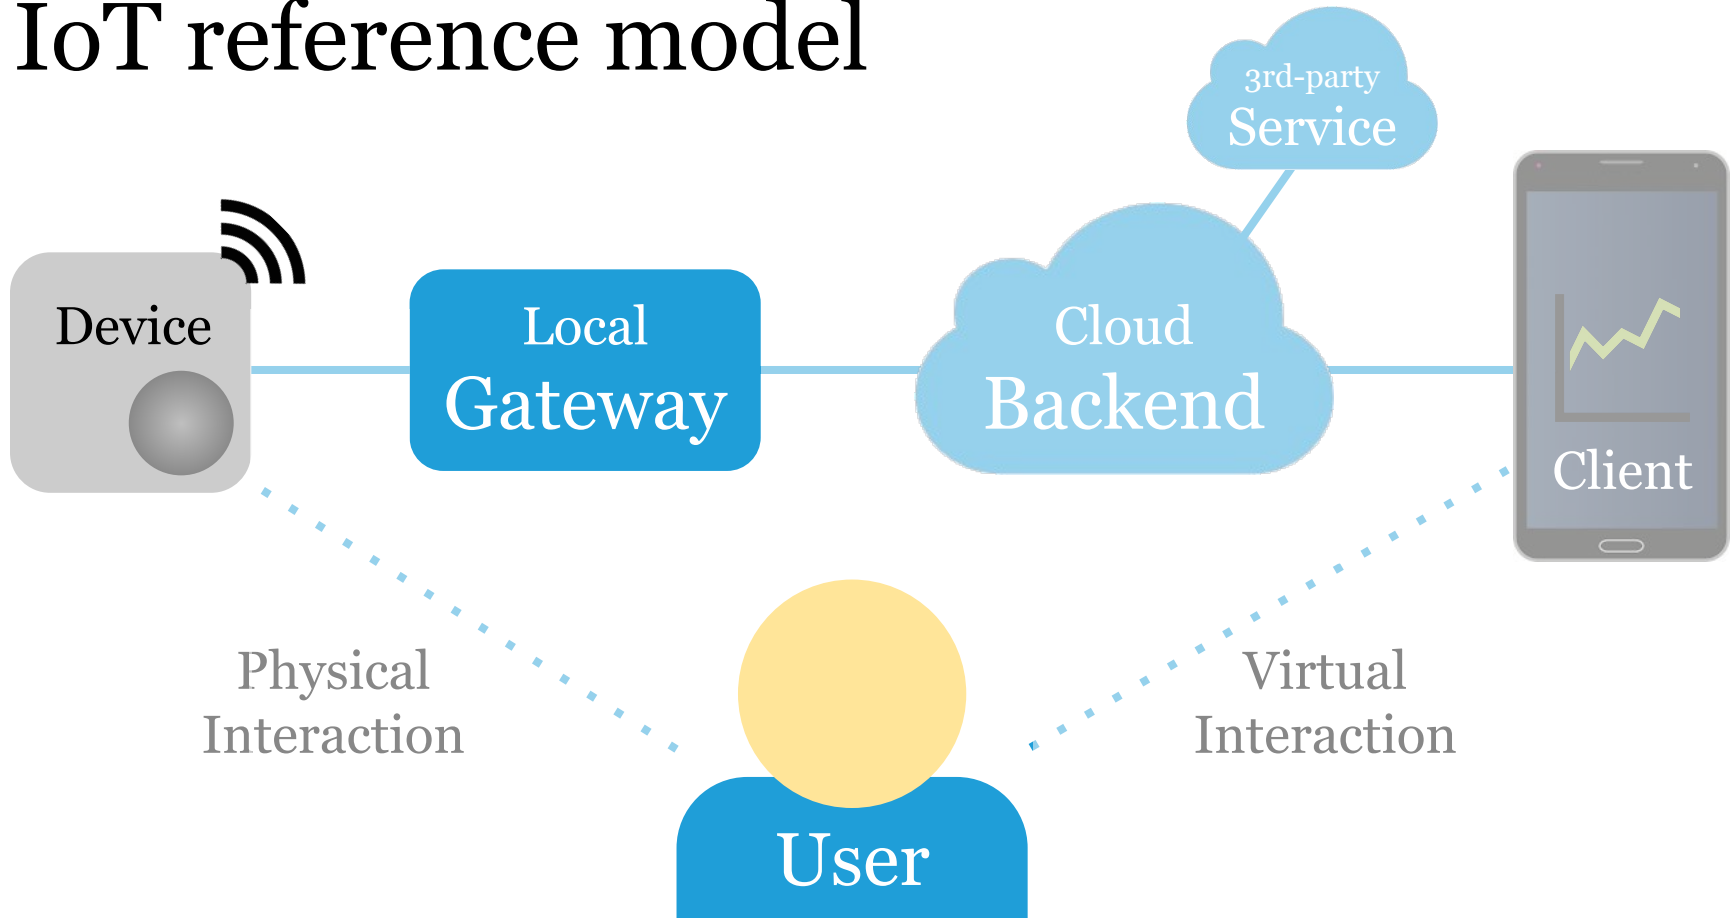 IoT reference model
3rd-party
Service
Device
Local
Gateway
Cloud
Backend
Client
Physical
Interaction
Virtual
Interaction
User